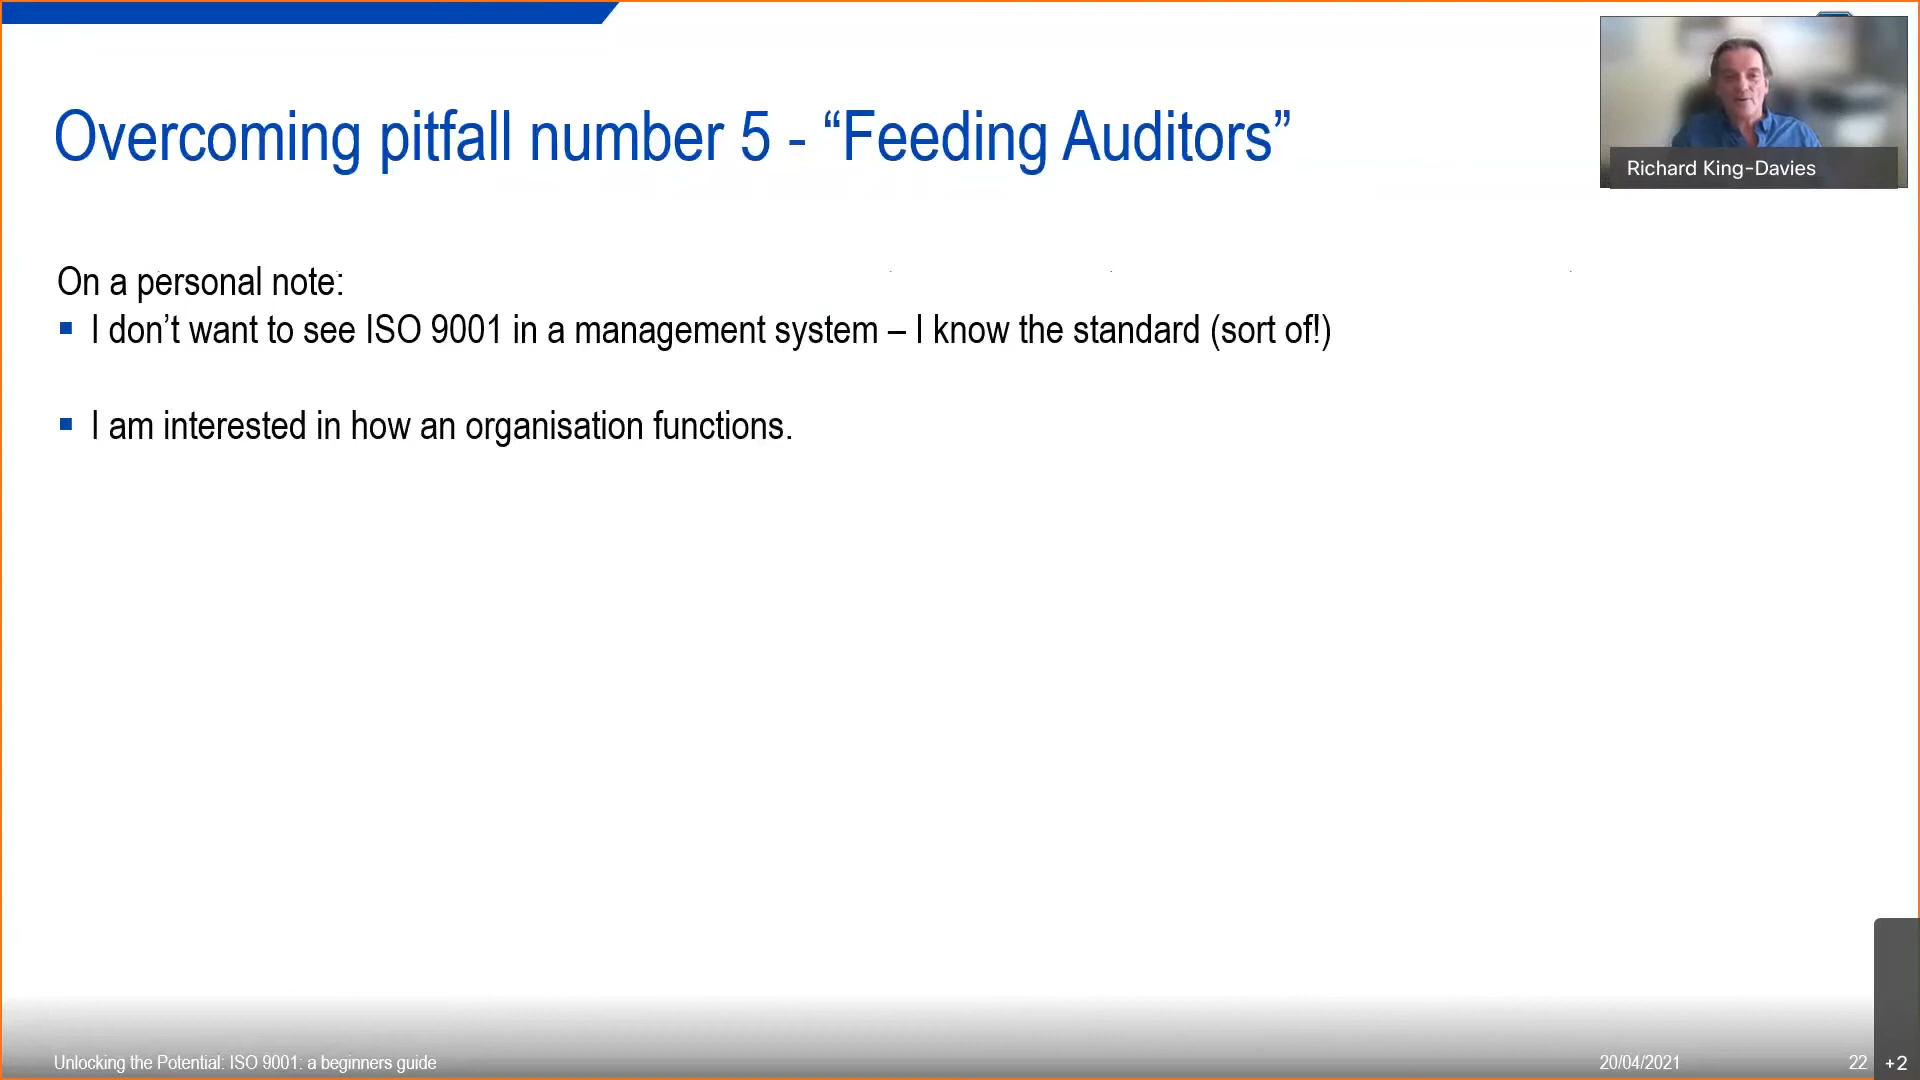 Overcoming pitfall number 5 - “Feeding Auditors”
Richard King-Davies
On a personal note:
I don’t want to see ISO 9001 in a management system – I know the standard (sort of!)
I am interested in how an organisation functions.
Unlocking the Potential: ISO 9001: a beginners guide
20/04/2021
22
+2